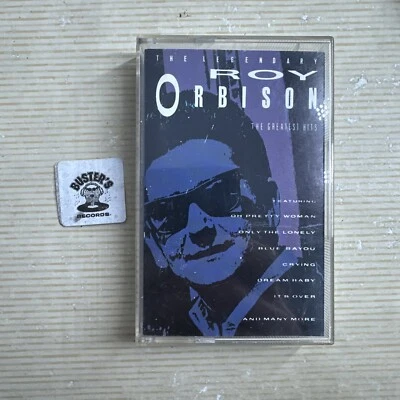 THE LEGENDARY
ROY
ORBISON
THE GREATEST HITS
FEATURING
OH PRETTY WOMAN
ONLY THE LONELY
BLUE BAYOU
CRYING
DREAM BABY
IT'S OVER
AND MANY MORE
BUSTER'S
RECORDS